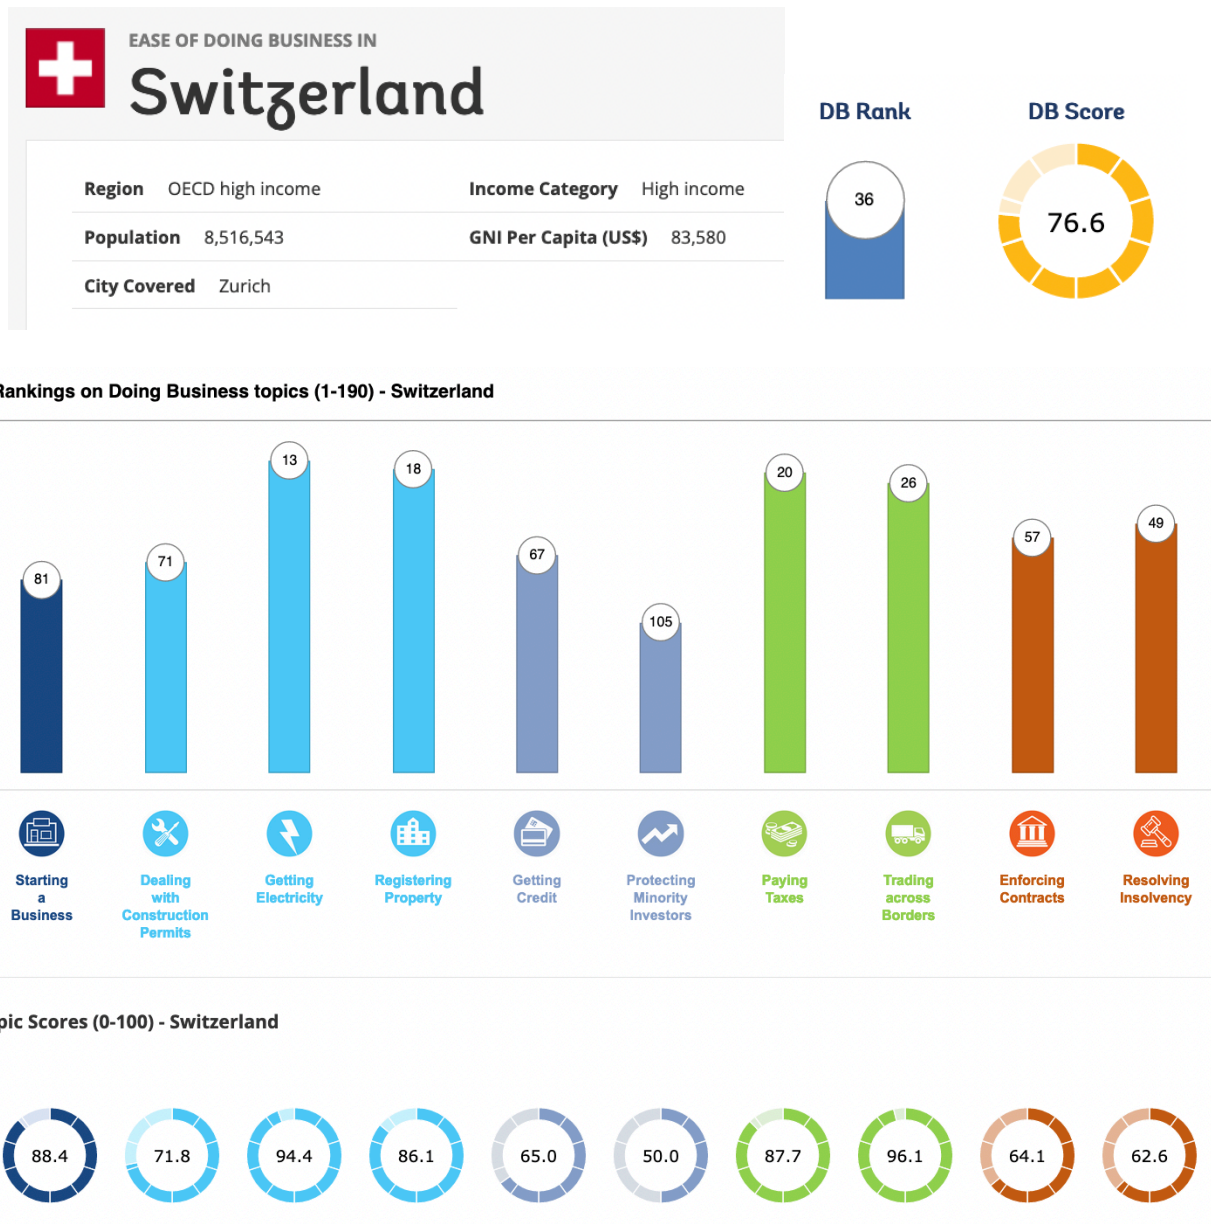 EASE OF DOING BUSINESS IN
Switzerland
DB Rank
DB Score
Region OECD high income
Income Category High income
36
76.6
Population 8,516,543
GNI Per Capita (US$) 83,580
City Covered Zurich
Rankings on Doing Business topics (1-190) - Switzerland
13
18
20
26
49
57
67
71
81
105
Starting
a
Business
Dealing
with
Construction
Permits
Getting
Electricity
Registering
Property
Getting
Credit
Protecting
Minority
Investors
Paying
Taxes
Trading
across
Borders
Enforcing
Contracts
Resolving
Insolvency
pic Scores (0-100) - Switzerland
88.4
71.8
94.4
86.1
65.0
50.0
87.7
96.1
64.1
62.6